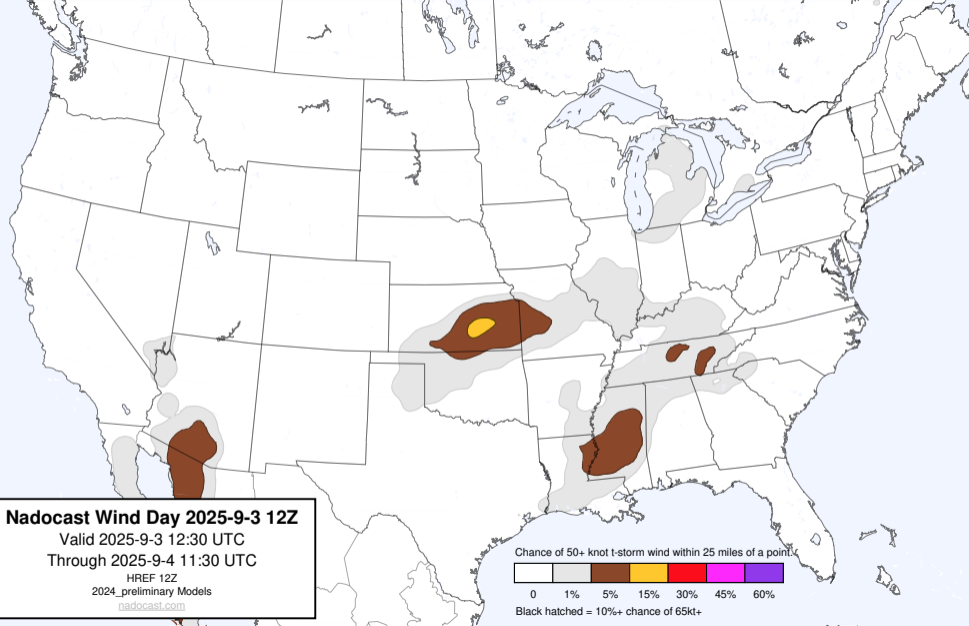 Nadocast Wind Day 2025-9-3 12Z
Valid 2025-9-3 12:30 UTC
Through 2025-9-4 11:30 UTC
HREF 12Z
2024_preliminary Models
nadocast.com
Chance of 50+ knot t-storm wind within 25 miles of a point.
0 1% 5% 15% 30% 45% 60%
Black hatched = 10%+ chance of 65kt+